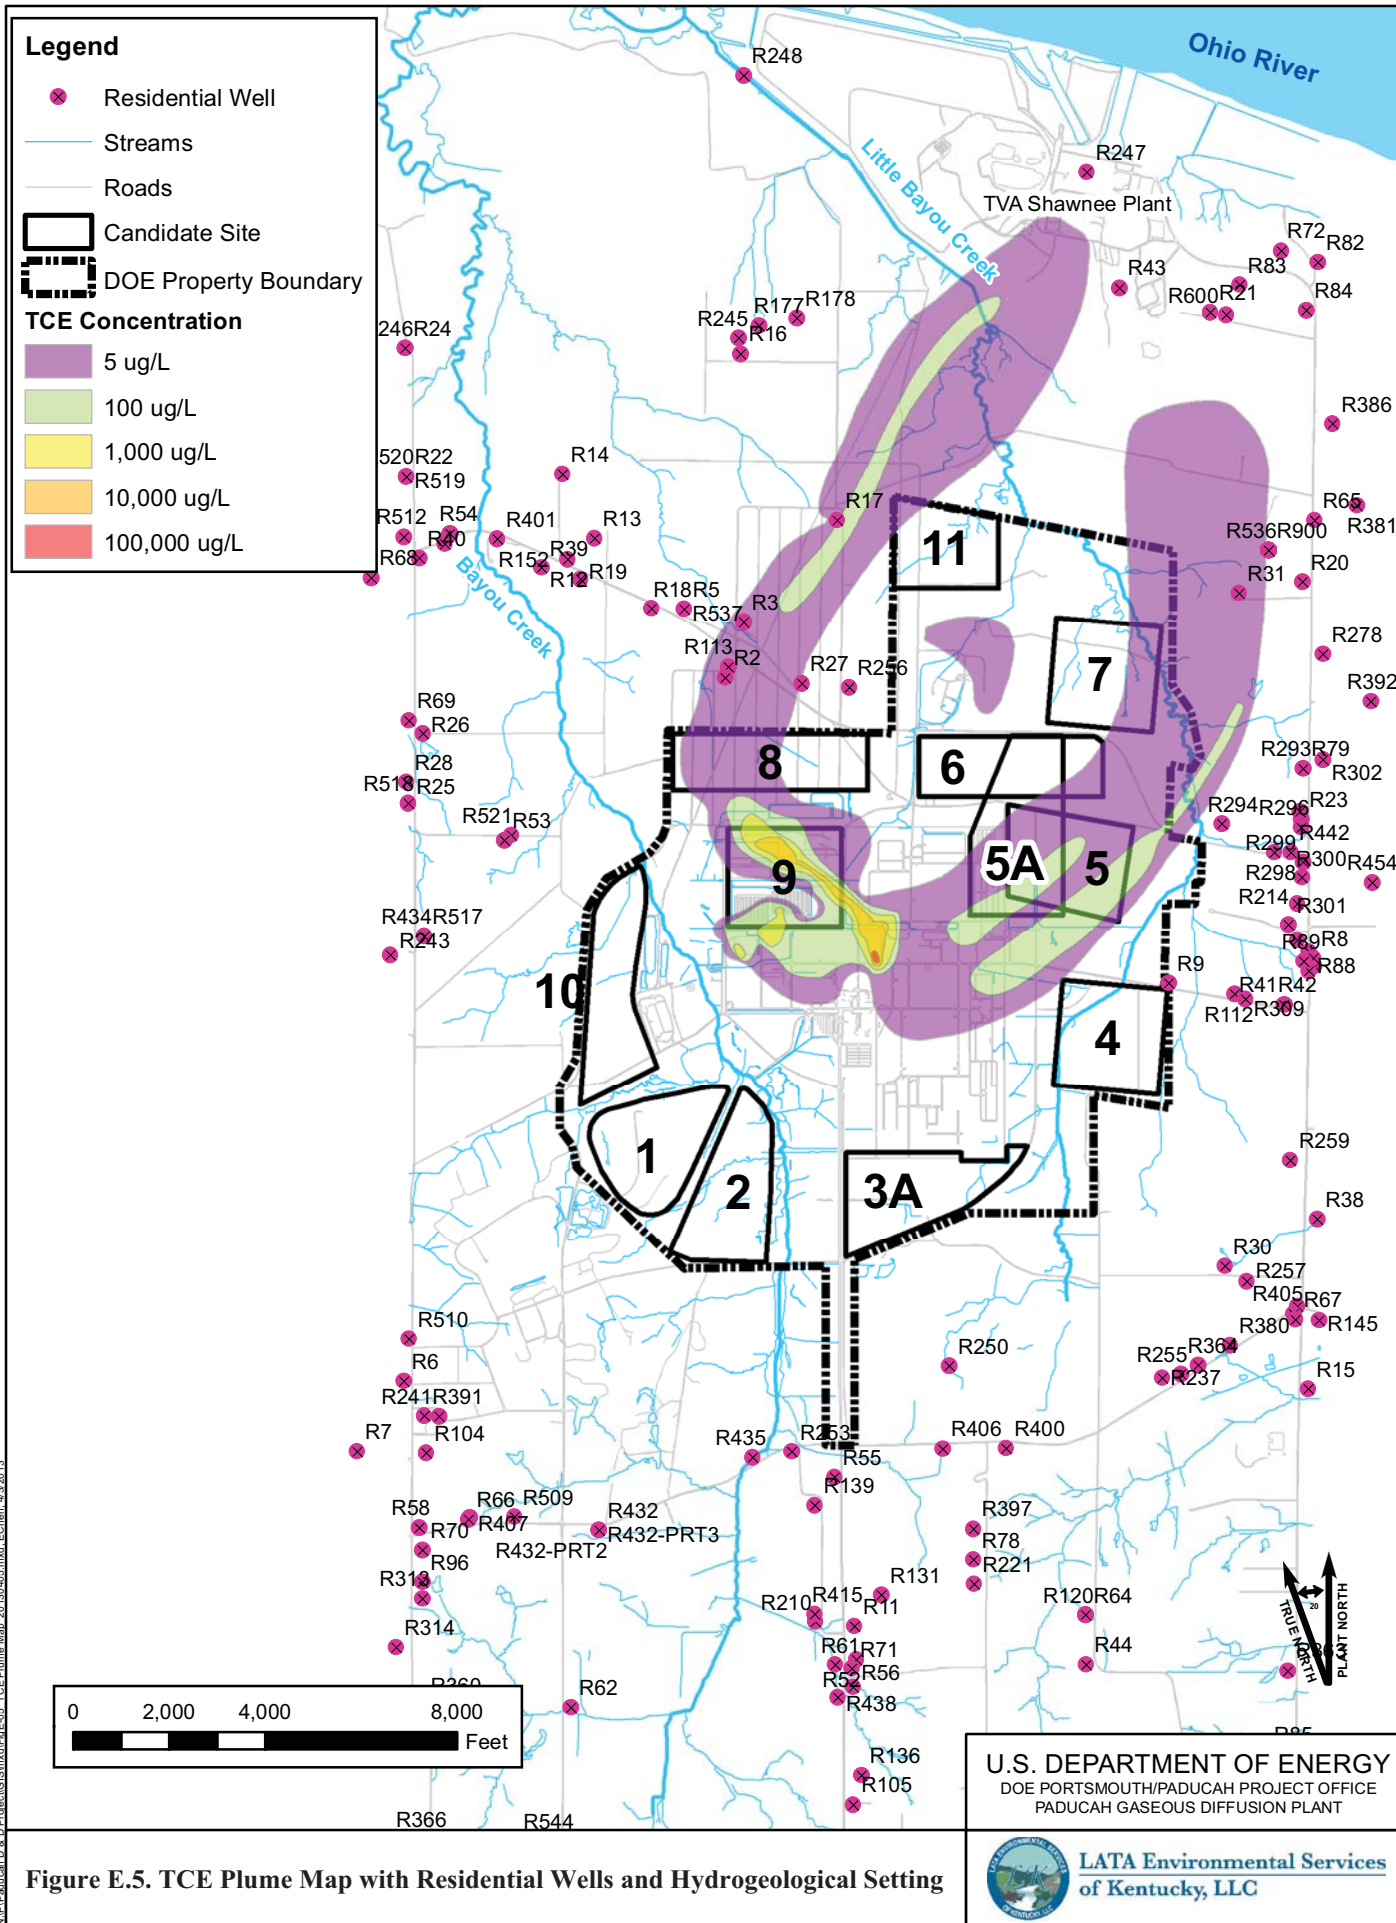 Legend
Residential Well
Streams
Roads
Candidate Site
DOE Property Boundary
TCE Concentration
5 ug/L
100 ug/L
1,000 ug/L
10,000 ug/L
100,000 ug/L
Ohio River
R248
Little Bayou Creek
R247
TVA Shawnee Plant
R72
R82
R43
R83
R600
R21
R84
R177
R178
R245
R16
246R24
R386
520R22
R519
R14
R17
R65
R381
R512
R54
R40
R401
R13
R536R900
R68
R152
R39
R12
R19
R20
R31
Bayou Creek
R18
R5
R537
R3
11
R113
R2
R27
R256
7
R278
R392
R69
R26
8
6
R293R79
R302
R28
R518
R25
R521
R53
R294
R296
R23
R442
9
5A
5
R299
R300
R454
R298
R214
R301
R434R517
R243
R89
R8
R88
10
R9
R41
R42
R112
R309
4
1
2
3A
R259
R38
R30
R257
R405
R67
R380
R145
R510
R250
R255
R364
R237
R15
R6
R241
R391
R7
R104
R435
R253
R406
R400
R55
R139
R58
R66
R509
R432
R70
R407
R432-PRT3
R432-PRT2
R397
R78
R96
R313
R221
R131
R210
R415
R11
R120R64
R314
R61
R71
R44
R52
R56
R438
R62
TRUE NORTH
20
PLANT NORTH
0
2,000
4,000
8,000
Feet
R136
R105
R366
R544
U.S. DEPARTMENT OF ENERGY
DOE PORTSMOUTH/PADUCAH PROJECT OFFICE
PADUCAH GASEOUS DIFFUSION PLANT
Figure E.5. TCE Plume Map with Residential Wells and Hydrogeological Setting
LATA Environmental Services
of Kentucky, LLC